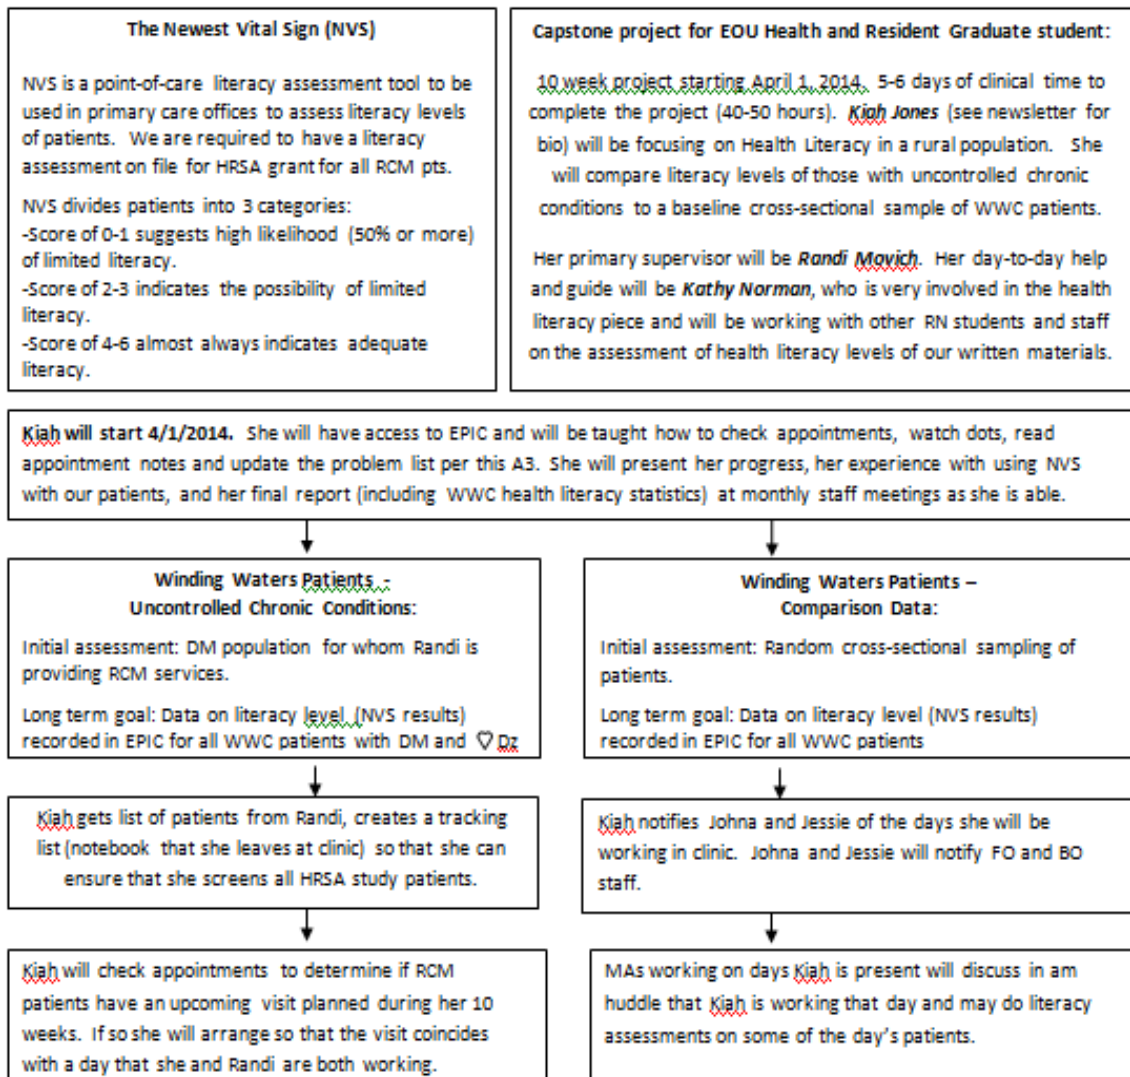 The Newest Vital Sign (NVS)
NVS is a point-of-care literacy assessment tool to be
used in primary care offices to assess literacy levels
of patients. We are required to have a literacy
assessment on file for HRSA grant for all RCM pts.
NVS divides patients into 3 categories:
-Score of 0-1 suggests high likelihood (50% or more)
of limited literacy.
-Score of 2-3 indicates the possibility of limited
literacy.
-Score of 4-6 almost always indicates adequate
literacy.
Capstone project for EOU Health and Resident Graduate student:
10 week project starting April 1, 2014. 5-6 days of clinical time to
complete the project (40-50 hours). Kiah Jones (see newsletter for
bio) will be focusing on Health Literacy in a rural population. She
will compare literacy levels of those with uncontrolled chronic
conditions to a baseline cross-sectional sample of WWC patients.
Her primary supervisor will be Randi Movich. Her day-to-day help
and guide will be Kathy Norman, who is very involved in the health
literacy piece and will be working with other RN students and staff
on the assessment of health literacy levels of our written materials.
Kiah will start 4/1/2014. She will have access to EPIC and will be taught how to check appointments, watch dots, read
appointment notes and update the problem list per this A3. She will present her progress, her experience with using NVS
with our patients, and her final report (including WWC health literacy statistics) at monthly staff meetings as she is able.
Winding Waters Patients -
Uncontrolled Chronic Conditions:
Initial assessment: DM population for whom Randi is
providing RCM services.
Long term goal: Data on literacy level (NVS results)
recorded in EPIC for all WWC patients with DM and ♡ Dz
Winding Waters Patients –
Comparison Data:
Initial assessment: Random cross-sectional sampling of
patients.
Long term goal: Data on literacy level (NVS results)
recorded in EPIC for all WWC patients
Kiah gets list of patients from Randi, creates a tracking
list (notebook that she leaves at clinic) so that she can
ensure that she screens all HRSA study patients.
Kiah notifies Johna and Jessie of the days she will be
working in clinic. Johna and Jessie will notify FO and BO
staff.
Kiah will check appointments to determine if RCM
patients have an upcoming visit planned during her 10
weeks. If so she will arrange so that the visit coincides
with a day that she and Randi are both working.
MAs working on days Kiah is present will discuss in am
huddle that Kiah is working that day and may do literacy
assessments on some of the day's patients.